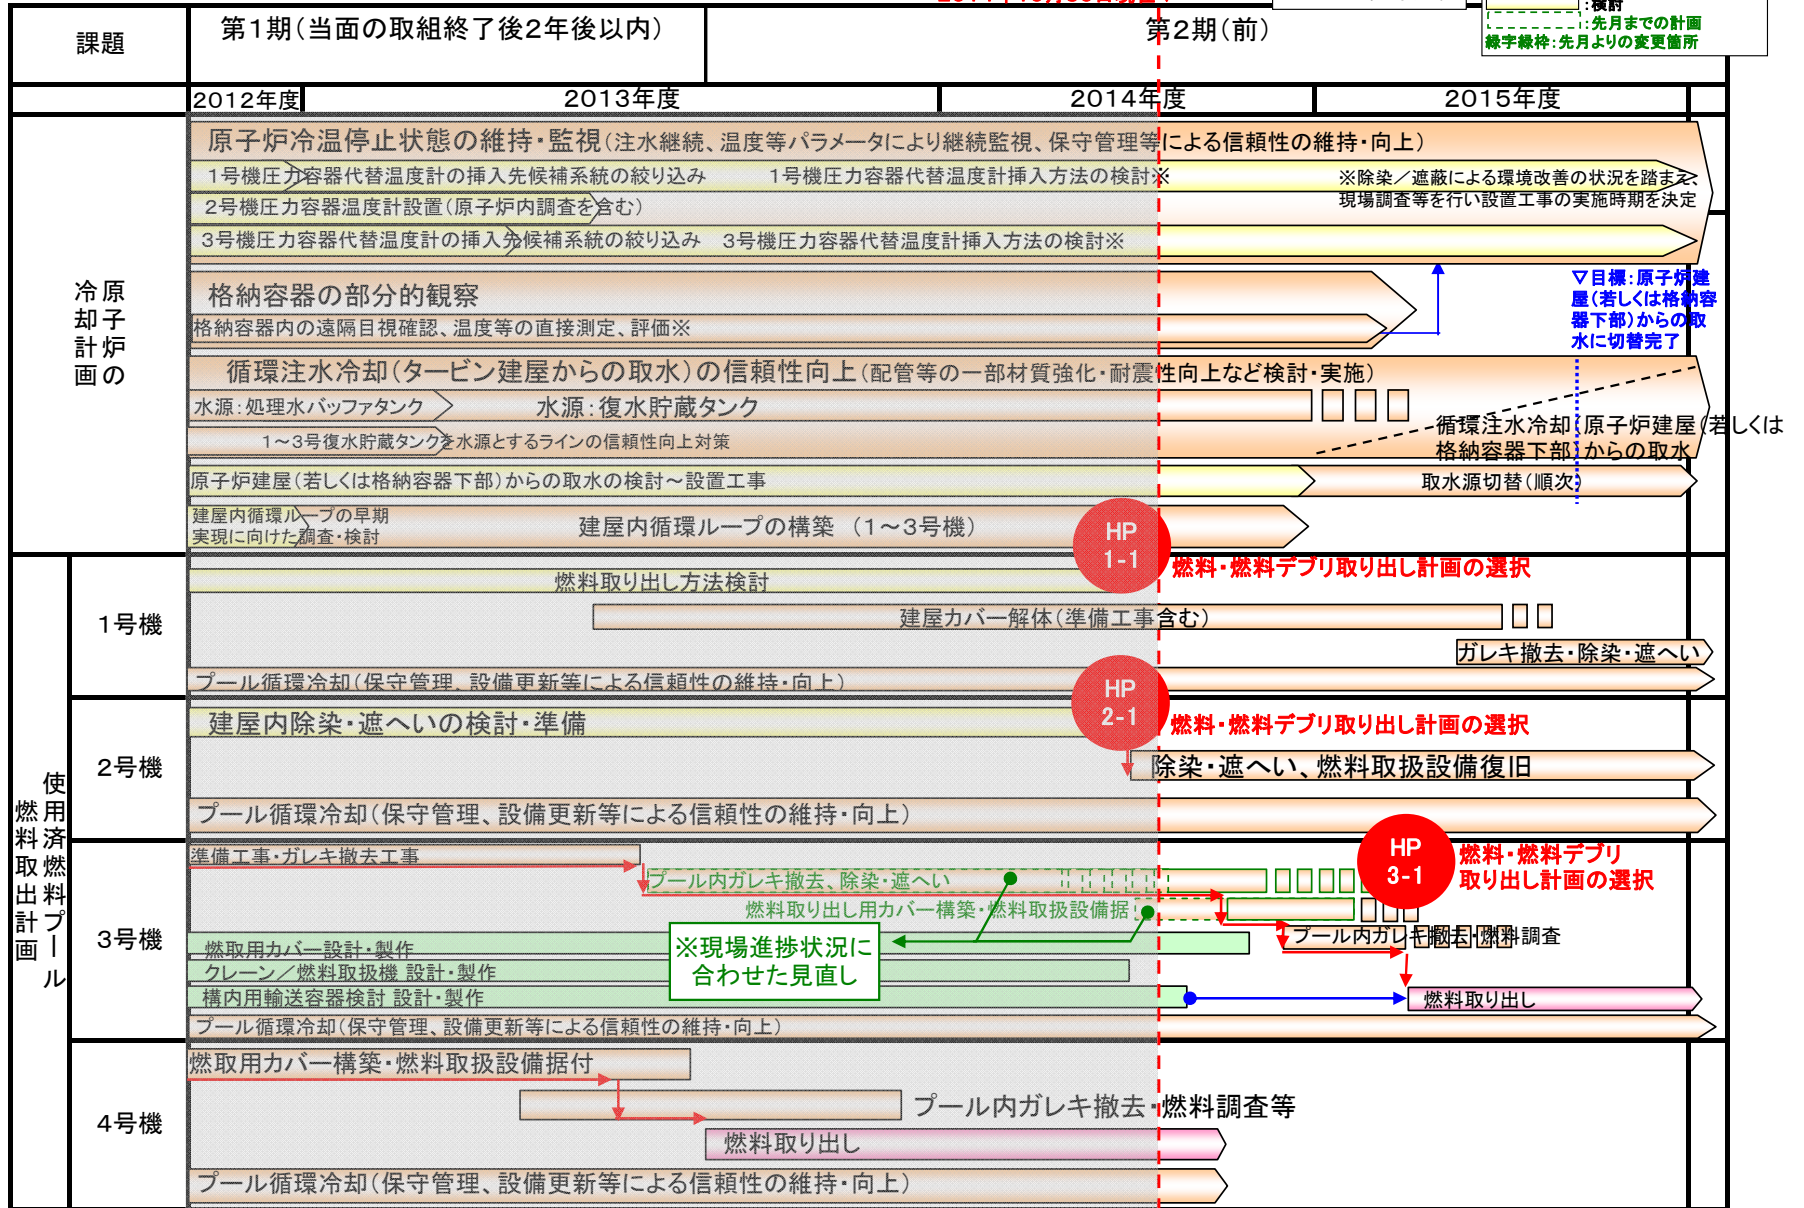 :検討
:先月までの計画
緑字緑枠:先月よりの変更箇所
課題
第1期(当面の取組終了後2年後以内)
第2期(前)
2012年度
2013年度
2014年度
2015年度
原子炉の
冷却計画
原子炉冷温停止状態の維持・監視(注水継続、温度等パラメータにより継続監視、保守管理等による信頼性の維持・向上)
1号機圧力容器代替温度計の挿入先候補系統の絞り込み
1号機圧力容器代替温度計挿入方法の検討※
※除染/遮蔽による環境改善の状況を踏まえ、
現場調査等を行い設置工事の実施時期を決定
2号機圧力容器温度計設置(原子炉内調査を含む)
3号機圧力容器代替温度計の挿入先候補系統の絞り込み
3号機圧力容器代替温度計挿入方法の検討※
格納容器の部分的観察
格納容器内の遠隔目視確認、温度等の直接測定、評価※
▽目標:原子炉建
屋(若しくは格納容
器下部)からの取
水に切替完了
循環注水冷却(タービン建屋からの取水)の信頼性向上(配管等の一部材質強化・耐震性向上など検討・実施)
水源:処理水バッファタンク
水源:復水貯蔵タンク
1~3号復水貯蔵タンクを水源とするラインの信頼性向上対策
循環注水冷却(原子炉建屋(若しくは
格納容器下部)からの取水
原子炉建屋(若しくは格納容器下部)からの取水の検討~設置工事
取水源切替(順次)
建屋内循環ループの早期
実現に向けた調査・検討
建屋内循環ループの構築 (1~3号機)
HP
1-1
燃料・燃料デブリ取り出し計画の選択
使用済燃料プール
燃料取出計画
1号機
燃料取り出し方法検討
建屋カバー解体(準備工事含む)
ガレキ撤去・除染・遮へい
プール循環冷却(保守管理、設備更新等による信頼性の維持・向上)
2号機
HP
2-1
燃料・燃料デブリ取り出し計画の選択
建屋内除染・遮へいの検討・準備
除染・遮へい、燃料取扱設備復旧
プール循環冷却(保守管理、設備更新等による信頼性の維持・向上)
3号機
準備工事・ガレキ撤去工事
HP
3-1
燃料・燃料デブリ
取り出し計画の選択
プール内ガレキ撤去、除染・遮へい
燃料取り出し用カバー構築・燃料取扱設備据
プール内ガレキ撤去・燃料調査
※現場進捗状況に
合わせた見直し
燃取用カバー設計・製作
クレーン/燃料取扱機 設計・製作
構内用輸送容器検討 設計・製作
燃料取り出し
プール循環冷却(保守管理、設備更新等による信頼性の維持・向上)
4号機
燃取用カバー構築・燃料取扱設備据付
プール内ガレキ撤去・燃料調査等
燃料取り出し
プール循環冷却(保守管理、設備更新等による信頼性の維持・向上)